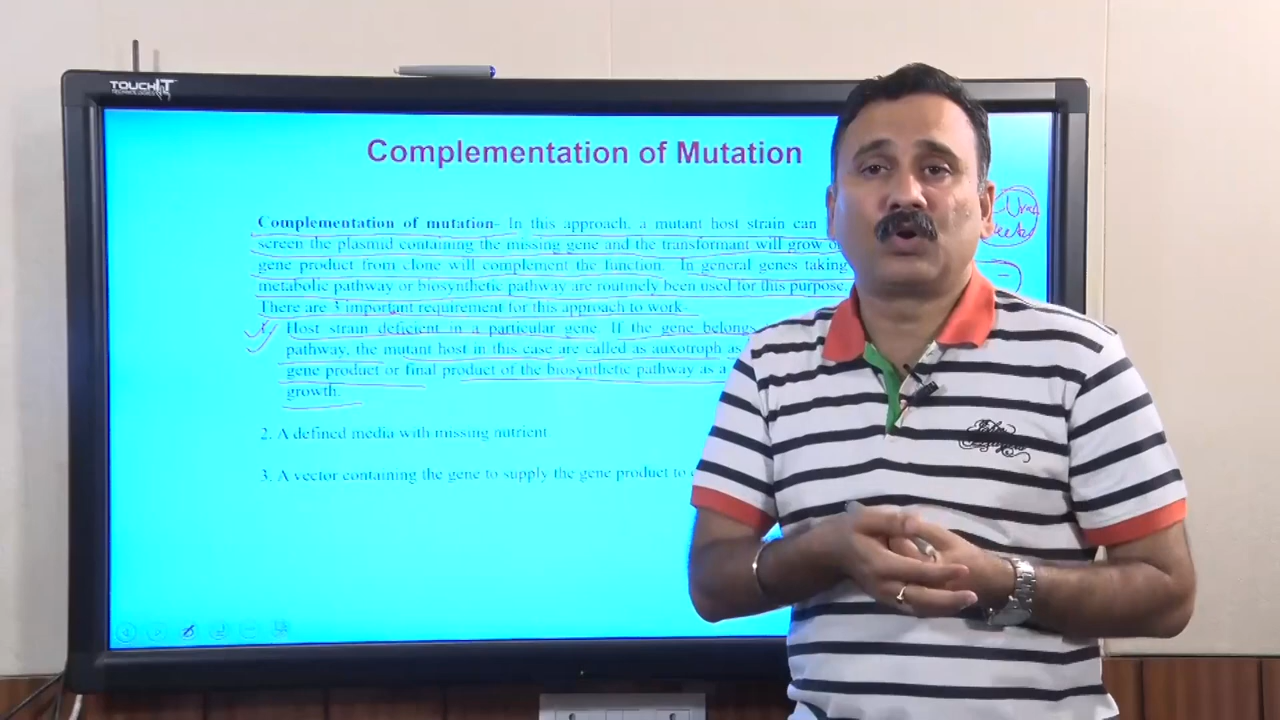 TOUCHIT
TECHNOLOGIES
Complementation of Mutation
Complementation of mutation- In this approach, a mutant host strain can
screen the plasmid containing the missing gene and the transformant will grow
gene product from clone will complement the function. In general genes taking
metabolic pathway or biosynthetic pathway are routinely been used for this purpose.
There are 3 important requirement for this approach to work-
Host strain deficient in a particular gene. If the gene belongs
pathway, the mutant host in this case are called as auxotroph as
gene product or final product of the biosynthetic pathway as a
growth.
2. A defined media with missing nutrient
3. A vector containing the gene to supply the gene product to